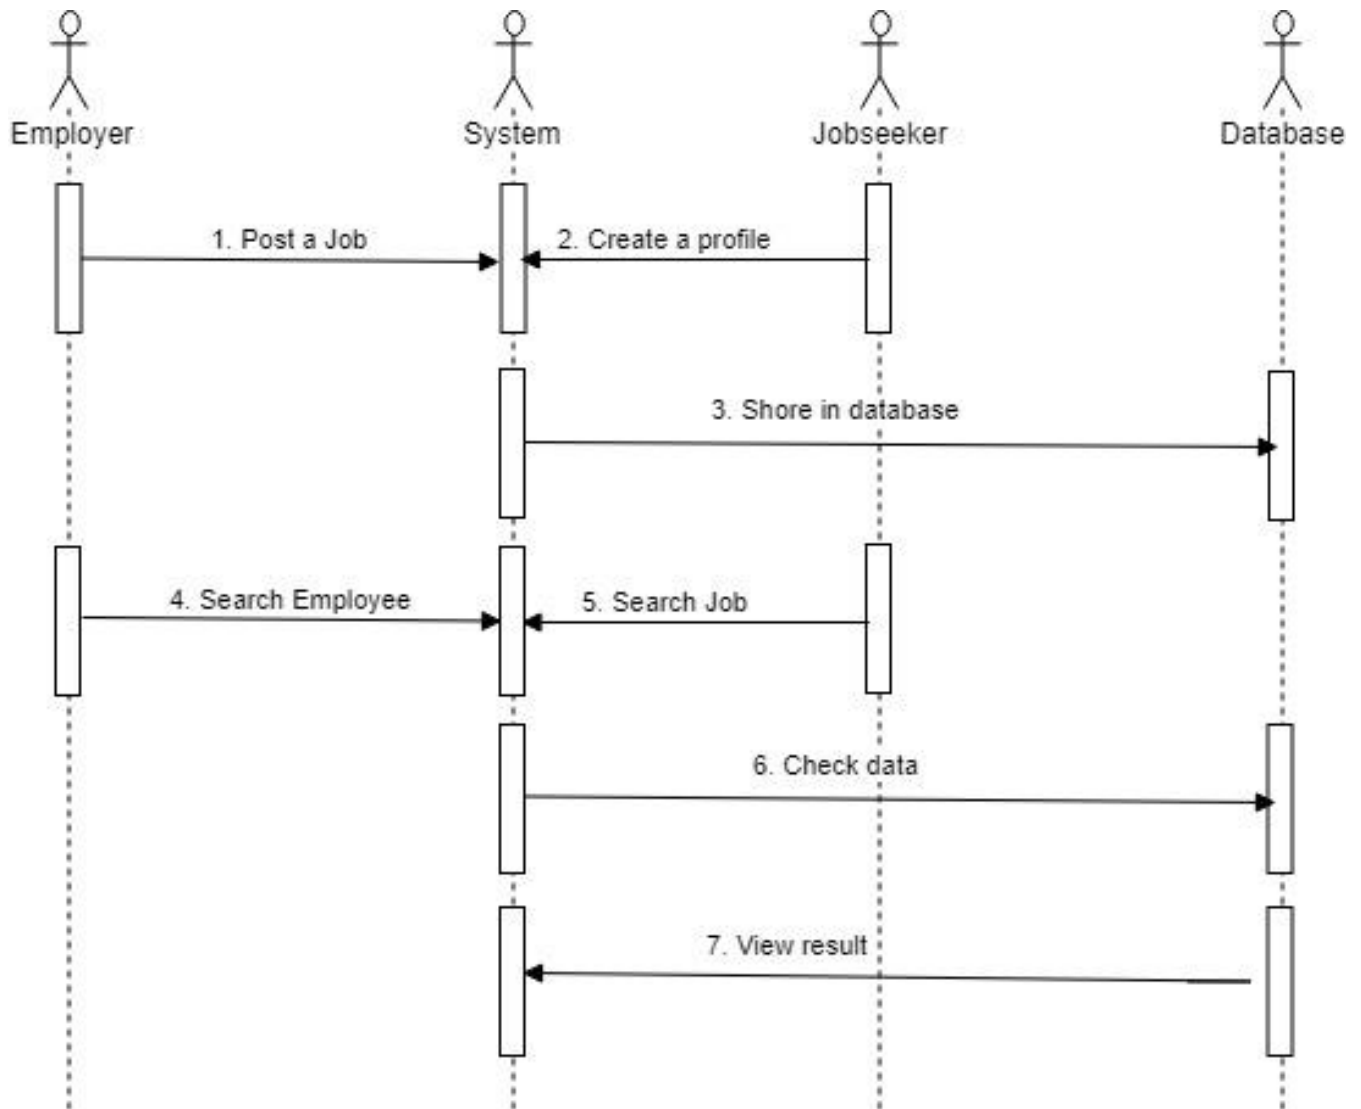 Employer
System
Jobseeker
Database
1. Post a Job
2. Create a profile
3. Shore in database
4. Search Employee
5. Search Job
6. Check data
7. View result